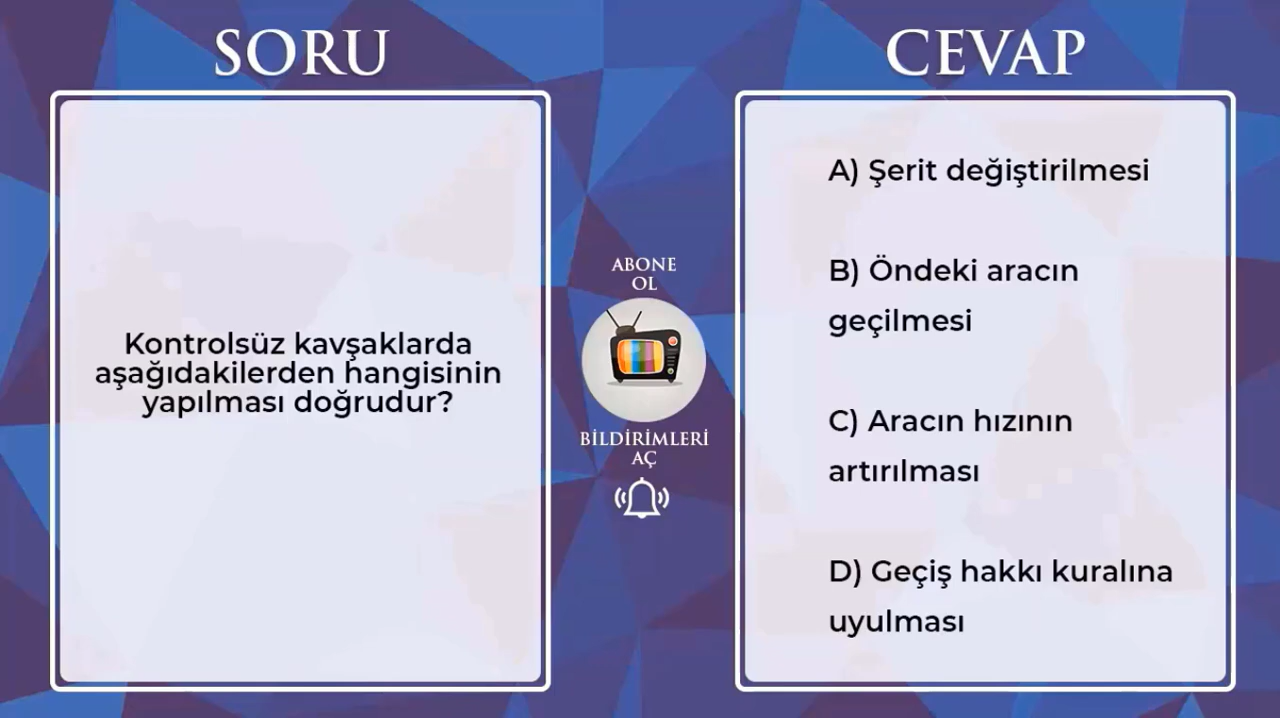 SORU
Kontrolsüz kavşaklarda
aşağıdakilerden hangisinin
yapılması doğrudur?
ABONE
OL
BİLDİRİMLERİ
AÇ
CEVAP
A) Şerit değiştirilmesi
B) Öndeki aracın
geçilmesi
C) Aracın hızının
artırılması
D) Geçiş hakkı kuralına
uyulması